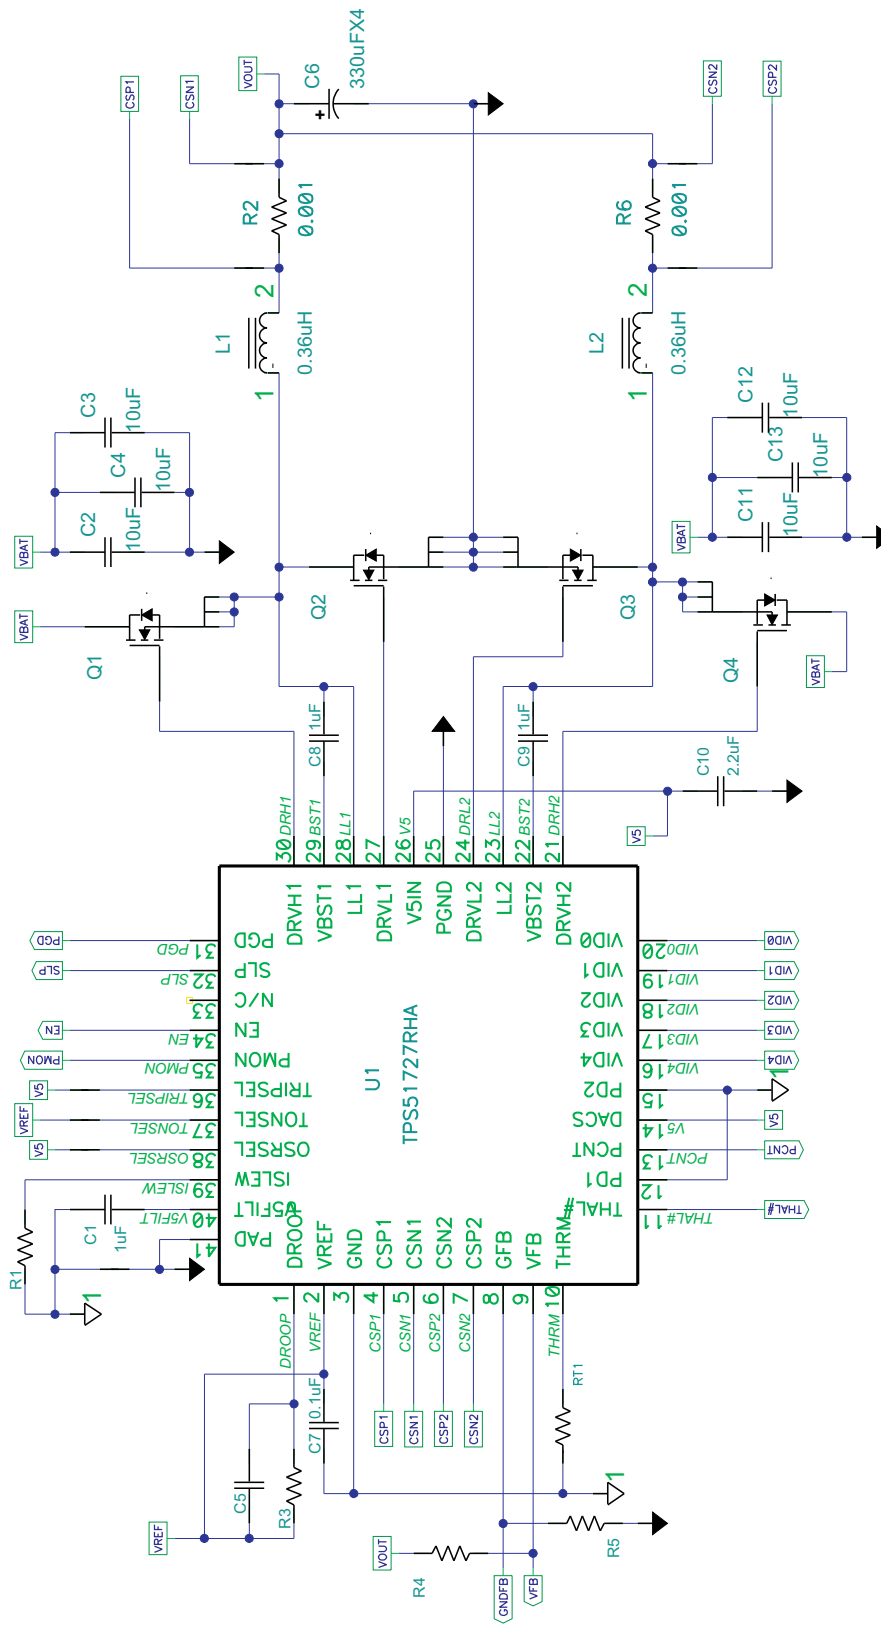 CSP1
CSN1
VOUT
C6
330uFX4
+
CSN2
CSP2
R2
0.001
R6
0.001
2
L1
0.36uH
1
2
L2
0.36uH
1
C3
10uF
C4
10uF
C2
10uF
VBAT
C12
10uF
C13
10uF
C11
10uF
VBAT
VBAT
Q1
Q2
Q3
Q4
VBAT
C8
1uF
C9
1uF
C10
2.2uF
V5
30 DRH1
29 BST1
28 LL1
27
26 V5
25
24 DRL2
23 LL2
22 BST2
21 DRH2
DRVH1
VBST1
LL1
DRVL1
V5IN
PGND
DRVL2
LL2
VBST2
DRVH2
PGD
PGD 31 PGD
SLP
SLP 32 SLP
33 N/C
EN
EN 34 EN
PMON
PMON 35 PMON
V5
TRIPSEL 36 TRIPSEL
VREF
TONSEL 37 TONSEL
V5
OSRSEL 38 OSRSEL
ISLEW 39 ISLEW
V5FILT 40 V5FILT
41 PAD
U1
TPS51727RHA
VID0 20 VID0
VID0
VID1 19 VID1
VID1
VID2 18 VID2
VID2
VID3 17 VID3
VID3
VID4 16 VID4
VID4
PD2 15
1
DACS 14 V5
V5
PCNT 13 PCNT
PCNT
PD1 12
THAL# 11 THAL#
THAL#
R1
C1
1uF
1
DROOP
VREF
GND
CSP1
CSN1
CSN2
CSP2
GFB
VFB
THRM
1 DROOP
2 VREF
3
4 CSP1
5 CSN1
6 CSP2
7 CSN2
8
9
10 THRM
C7
0.1uF
CSP1
CSN1
CSP2
CSN2
RT1
1
C5
R3
VREF
VOUT
R4
R5
GNDFB
VFB